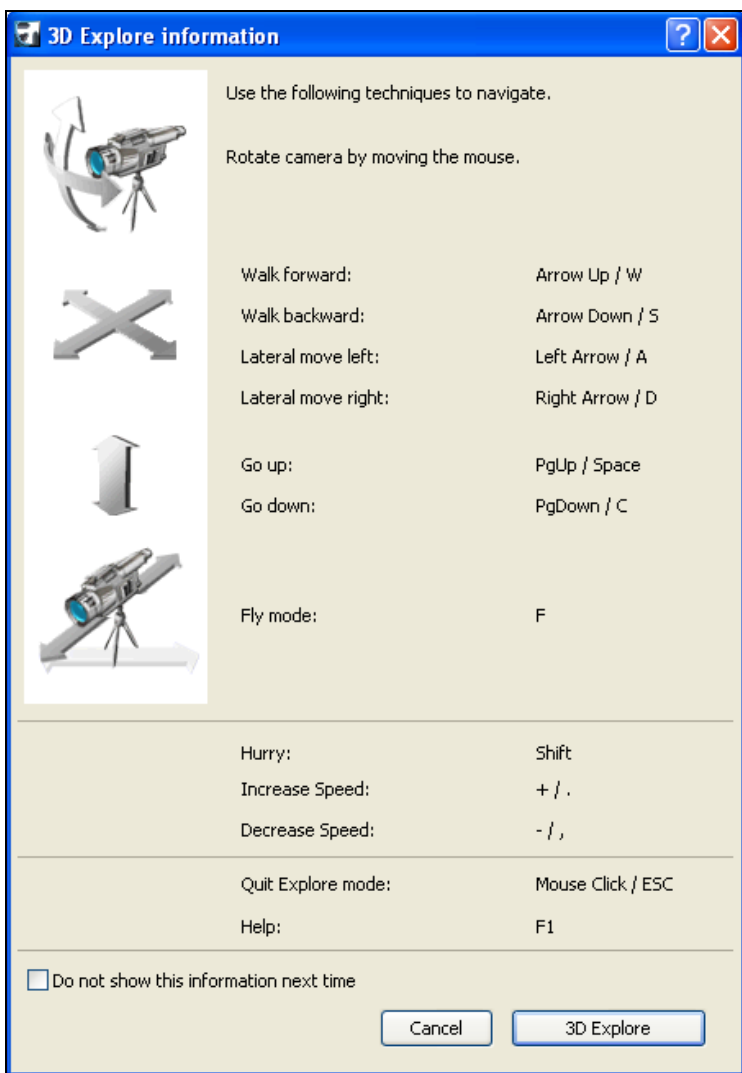 3D Explore information
Use the following techniques to navigate.
Rotate camera by moving the mouse.
Walk forward: Arrow Up / W
Walk backward: Arrow Down / S
Lateral move left: Left Arrow / A
Lateral move right: Right Arrow / D
Go up: PgUp / Space
Go down: PgDown / C
Fly mode: F
Hurry: Shift
Increase Speed: + / .
Decrease Speed: - / ,
Quit Explore mode: Mouse Click / ESC
Help: F1
Do not show this information next time
Cancel 3D Explore